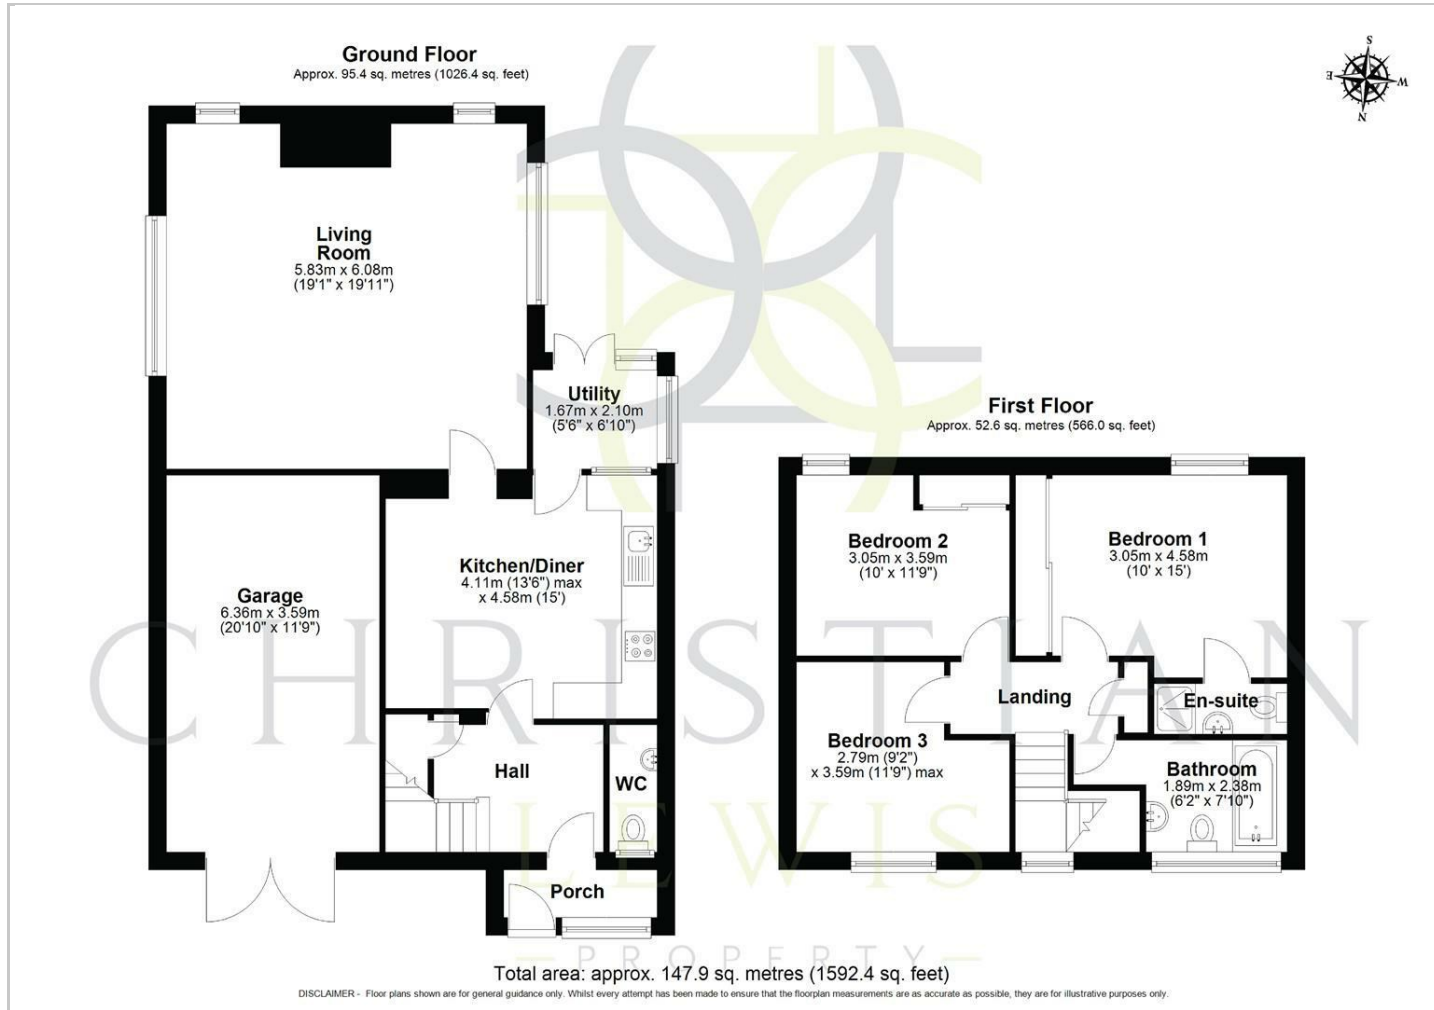 Ground Floor
Approx. 95.4 sq. metres (1026.4 sq. feet)
S
E
W
N
Living
Room
5.83m x 6.08m
(19'1" x 19'11")
Utility
1.67m x 2.10m
(5'6" x 6'10")
Kitchen/Diner
4.11m (13'6") max
x 4.58m (15')
Garage
6.36m x 3.59m
(20'10" x 11'9")
Hall
WC
Porch
First Floor
Approx. 52.6 sq. metres (566.0 sq. feet)
Bedroom 2
3.05m x 3.59m
(10' x 11'9")
Bedroom 1
3.05m x 4.58m
(10' x 15')
Landing
En-suite
Bedroom 3
2.79m (9'2")
x 3.59m (11'9") max
Bathroom
1.89m x 2.38m
(6'2" x 7'10")
CHRISTIAN
LEWIS
PROPERTY
Total area: approx. 147.9 sq. metres (1592.4 sq. feet)
DISCLAIMER - Floor plans shown are for general guidance only. Whilst every attempt has been made to ensure that the floorplan measurements are as accurate as possible, they are for illustrative purposes only.